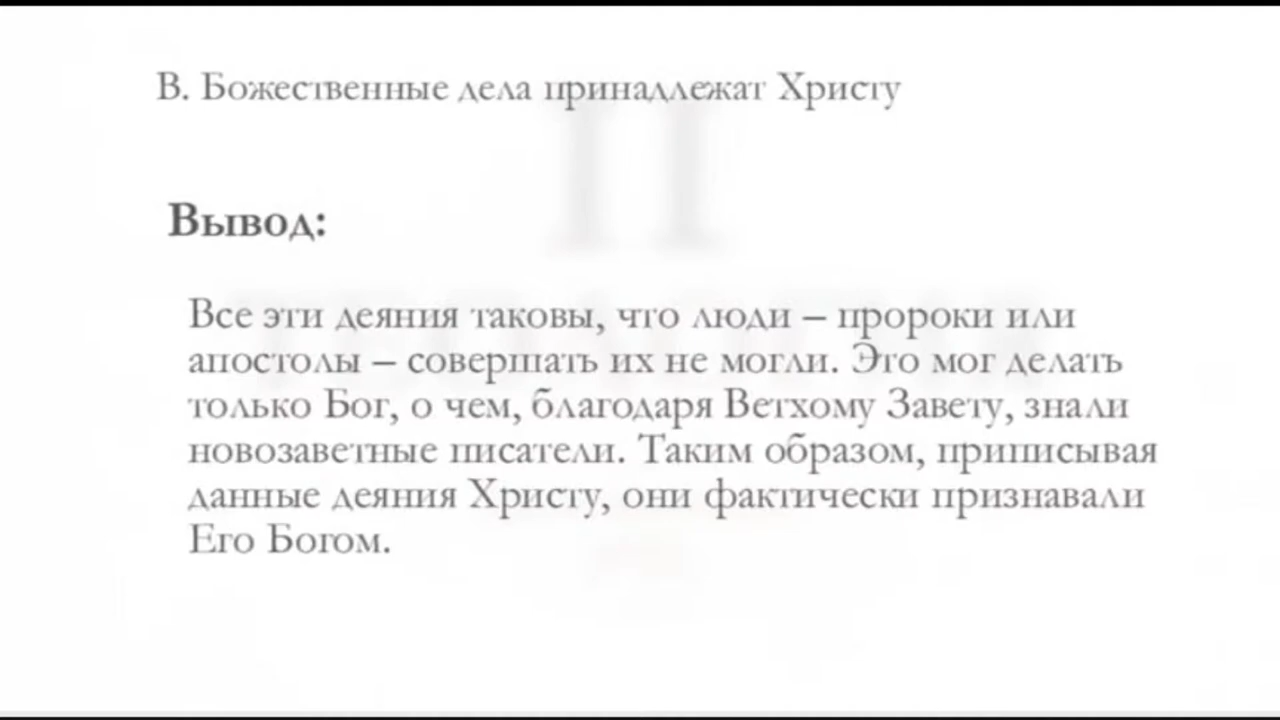 В. Божественные дела принадлежат Христу
Вывод:
Все эти деяния таковы, что люди – пророки или
апостолы – совершать их не могли. Это мог делать
только Бог, о чем, благодаря Ветхому Завету, знали
новозаветные писатели. Таким образом, приписывая
данные деяния Христу, они фактически признавали
Его Богом.